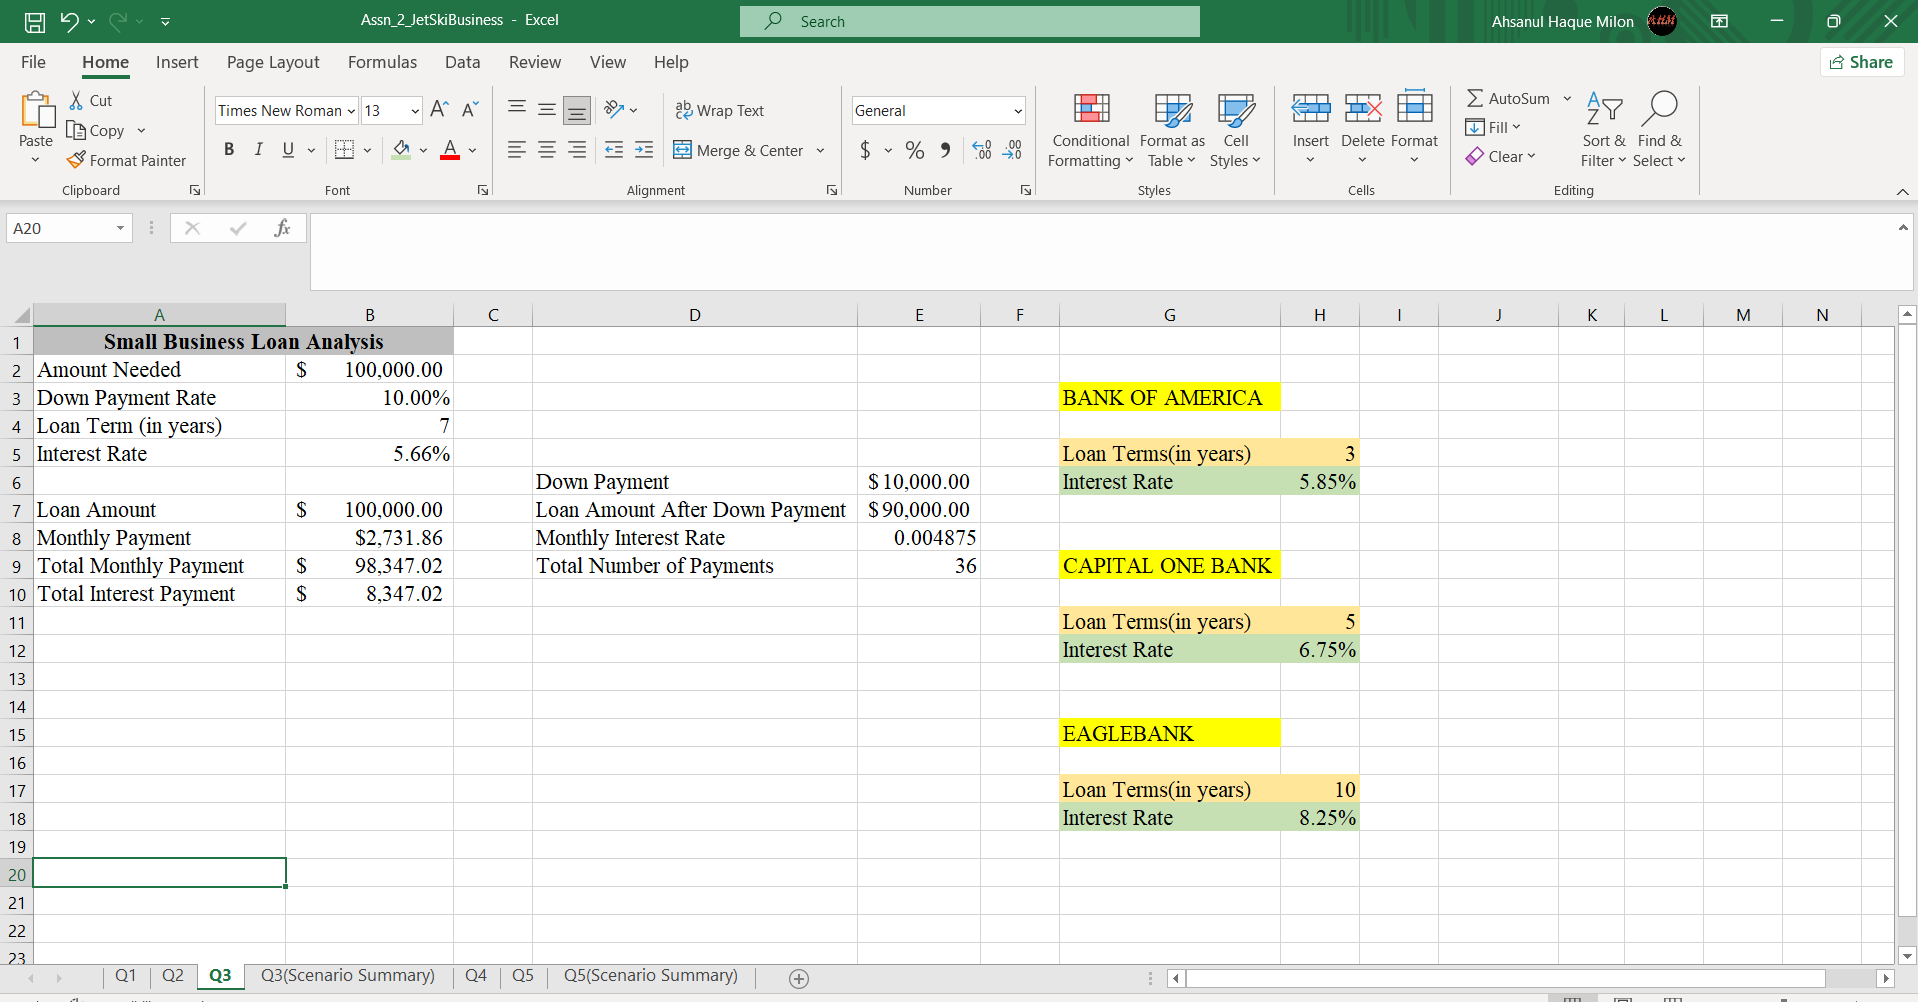 Assn_2_JetSkiBusiness - Excel
Search
Ahsanul Haque Milon
AHM
File Home Insert Page Layout Formulas Data Review View Help
Share
Paste
Cut
Copy
Format Painter
Clipboard
Times New Roman 13
A A
B I U A
Font
ab Wrap Text
Merge & Center
Alignment
General
$ % 9 .00 .00
Number
Conditional Formatting
Format as Table
Cell Styles
Styles
Insert Delete Format
Cells
AutoSum
Fill
Clear
Sort & Filter
Find & Select
Editing
A20
fx
A B C D E F G H I J K L M N
1 Small Business Loan Analysis
2 Amount Needed $ 100,000.00
3 Down Payment Rate 10.00% BANK OF AMERICA
4 Loan Term (in years) 7
5 Interest Rate 5.66% Loan Terms(in years) 3
6 Down Payment $ 10,000.00 Interest Rate 5.85%
7 Loan Amount $ 100,000.00 Loan Amount After Down Payment $ 90,000.00
8 Monthly Payment $2,731.86 Monthly Interest Rate 0.004875
9 Total Monthly Payment $ 98,347.02 Total Number of Payments 36 CAPITAL ONE BANK
10 Total Interest Payment $ 8,347.02
11 Loan Terms(in years) 5
12 Interest Rate 6.75%
13
14
15 EAGLEBANK
16
17 Loan Terms(in years) 10
18 Interest Rate 8.25%
19
20
21
22
23
Q1 Q2 Q3 Q3(Scenario Summary) Q4 Q5 Q5(Scenario Summary)